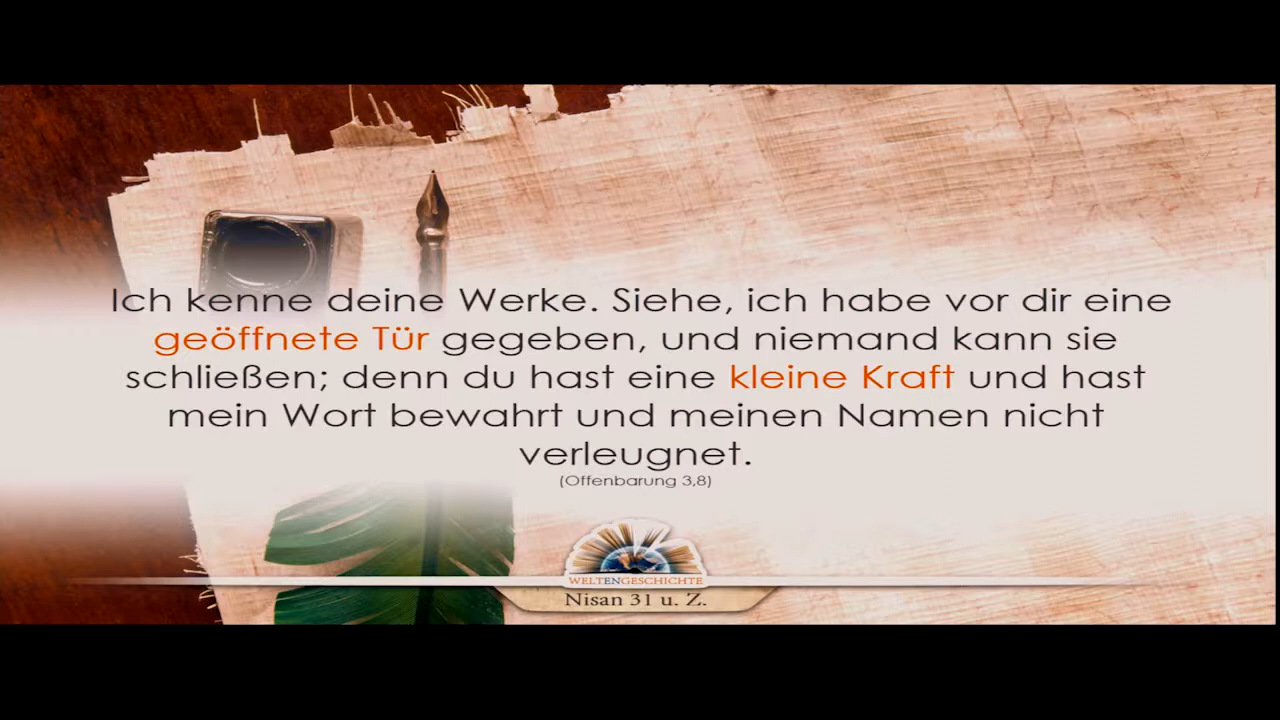 Ich kenne deine Werke. Siehe, ich habe vor dir eine
geöffnete Tür gegeben, und niemand kann sie
schließen; denn du hast eine kleine Kraft und hast
mein Wort bewahrt und meinen Namen nicht
verleugnet.
(Offenbarung 3,8)
WELTENGESCHICHTE
Nisan 31 u. Z.